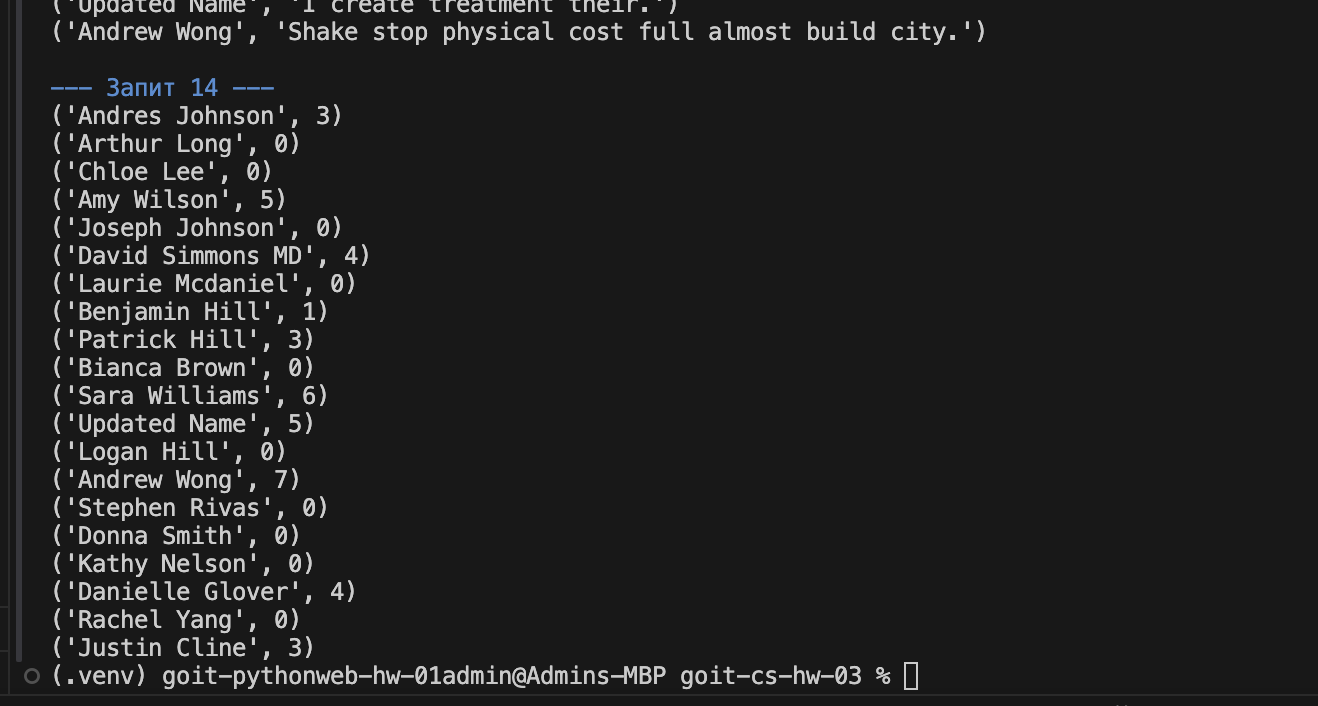 ('Updated Name', 'I create treatment their.')
('Andrew Wong', 'Shake stop physical cost full almost build city.')
--- Запит 14 ---
('Andres Johnson', 3)
('Arthur Long', 0)
('Chloe Lee', 0)
('Amy Wilson', 5)
('Joseph Johnson', 0)
('David Simmons MD', 4)
('Laurie Mcdaniel', 0)
('Benjamin Hill', 1)
('Patrick Hill', 3)
('Bianca Brown', 0)
('Sara Williams', 6)
('Updated Name', 5)
('Logan Hill', 0)
('Andrew Wong', 7)
('Stephen Rivas', 0)
('Donna Smith', 0)
('Kathy Nelson', 0)
('Danielle Glover', 4)
('Rachel Yang', 0)
('Justin Cline', 3)
(.venv) goit-pythonweb-hw-01admin@Admins-MBP goit-cs-hw-03 %